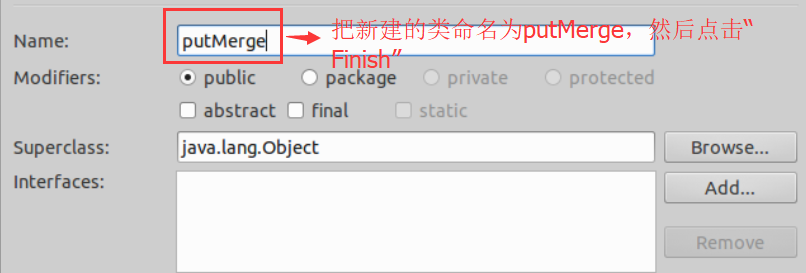 Name: putMerge 把新建的类命名为putMerge，然后点击“
Finish”
Modifiers: public package private protected
abstract final static
Superclass: java.lang.Object Browse...
Interfaces: Add...
Remove